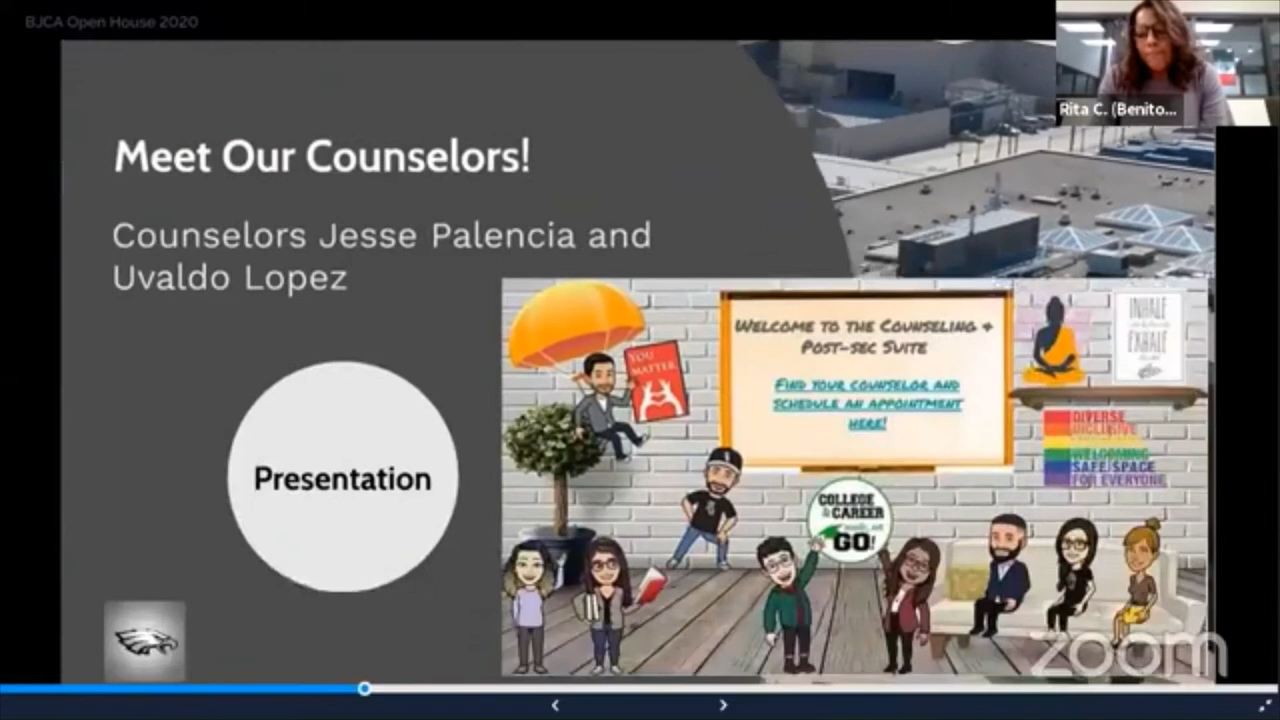 BJCA Open House 2020
Rita C. (Benito...
Meet Our Counselors!
Counselors Jesse Palencia and
Uvaldo Lopez
Presentation
YOU
MATTER
WELCOME TO THE COUNSELING +
POST-SEC SUITE
FIND YOUR COUNSELOR AND
SCHEDULE AN APPOINTMENT
HERE!
INHALE
EXHALE
DIVERSE
INCLUSIVE
WELCOMING
SAFE SPACE
FOR EVERYONE
COLLEGE
& CAREER
GO!
zoom